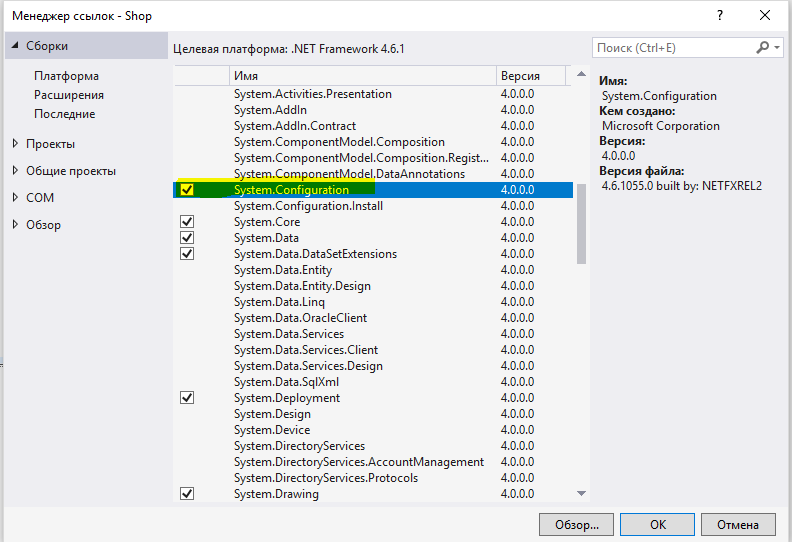 Менеджер ссылок - Shop
? 
Сборки
Платформа
Расширения
Последние
Проекты
Общие проекты
COM
Обзор
Целевая платформа: .NET Framework 4.6.1
Поиск (Ctrl+E)
Имя Версия
System.Activities.Presentation 4.0.0.0
System.AddIn 4.0.0.0
System.AddIn.Contract 4.0.0.0
System.ComponentModel.Composition 4.0.0.0
System.ComponentModel.Composition.Regist... 4.0.0.0
System.ComponentModel.DataAnnotations 4.0.0.0
System.Configuration 4.0.0.0
System.Configuration.Install 4.0.0.0
System.Core 4.0.0.0
System.Data 4.0.0.0
System.Data.DataSetExtensions 4.0.0.0
System.Data.Entity 4.0.0.0
System.Data.Entity.Design 4.0.0.0
System.Data.Linq 4.0.0.0
System.Data.OracleClient 4.0.0.0
System.Data.Services 4.0.0.0
System.Data.Services.Client 4.0.0.0
System.Data.Services.Design 4.0.0.0
System.Data.SqlXml 4.0.0.0
System.Deployment 4.0.0.0
System.Design 4.0.0.0
System.Device 4.0.0.0
System.DirectoryServices 4.0.0.0
System.DirectoryServices.AccountManagement 4.0.0.0
System.DirectoryServices.Protocols 4.0.0.0
System.Drawing 4.0.0.0
Имя:
System.Configuration
Кем создано:
Microsoft Corporation
Версия:
4.0.0.0
Версия файла:
4.6.1055.0 built by: NETFXREL2
Обзор... OK Отмена